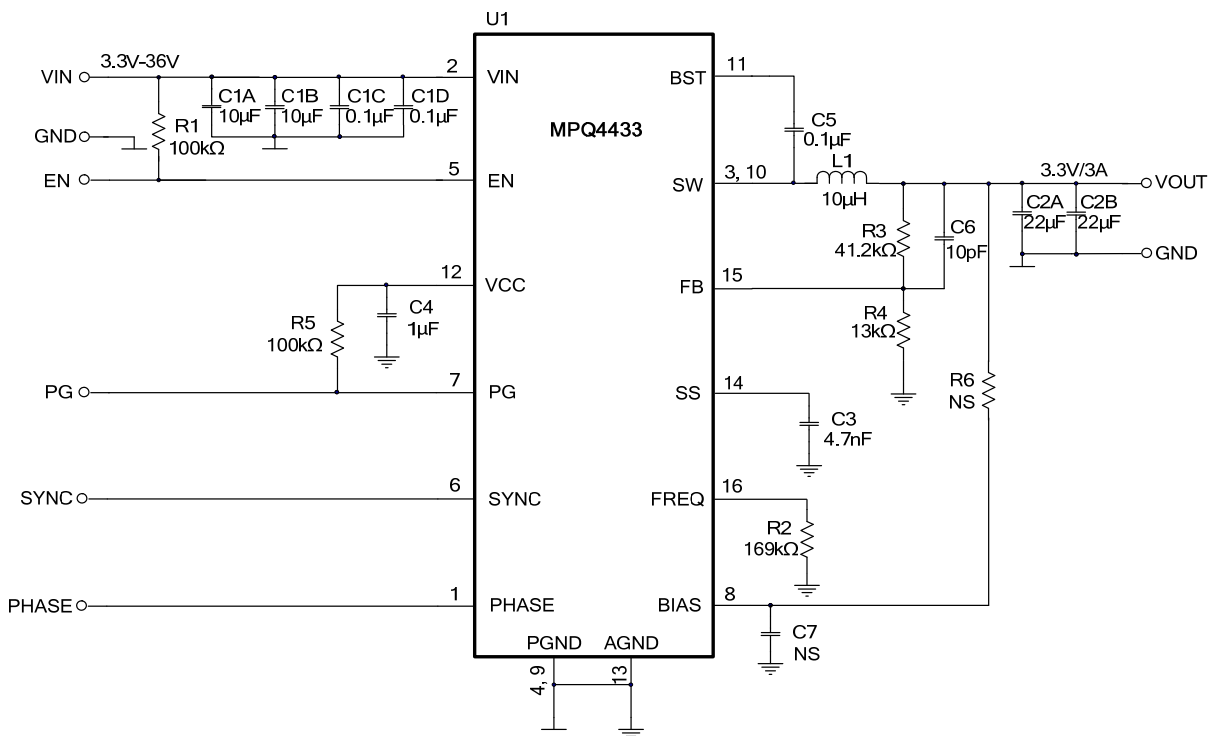 U1
3.3V-36V
VIN
2
VIN
BST
11
C1A
10µF
C1B
10µF
C1C
0.1µF
C1D
0.1µF
MPQ4433
C5
0.1µF
GND
R1
100kΩ
EN
5
EN
SW
3, 10
L1
10µH
3.3V/3A
VOUT
C2A
22µF
C2B
22µF
R3
41.2kΩ
C6
10pF
GND
12
VCC
FB
15
C4
1µF
R5
100kΩ
R4
13kΩ
PG
7
PG
SS
14
R6
NS
C3
4.7nF
SYNC
6
SYNC
FREQ
16
R2
169kΩ
PHASE
1
PHASE
BIAS
8
C7
NS
PGND
AGND
4, 9
13